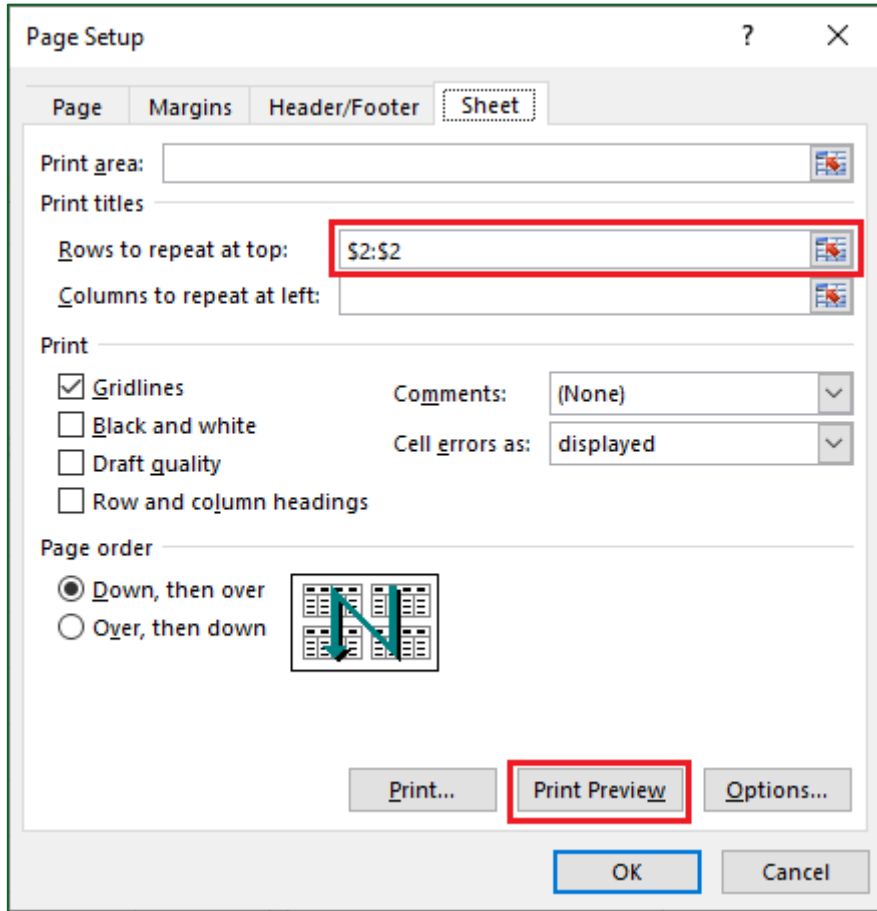 Page Setup ? ×
Page Margins Header/Footer Sheet
Print area:
Print titles
Rows to repeat at top: $2:$2
Columns to repeat at left:
Print
Gridlines Comments: (None)
Black and white
Cell errors as: displayed
Draft quality
Row and column headings
Page order
Down, then over
Over, then down
Print... Print Preview Options...
OK Cancel